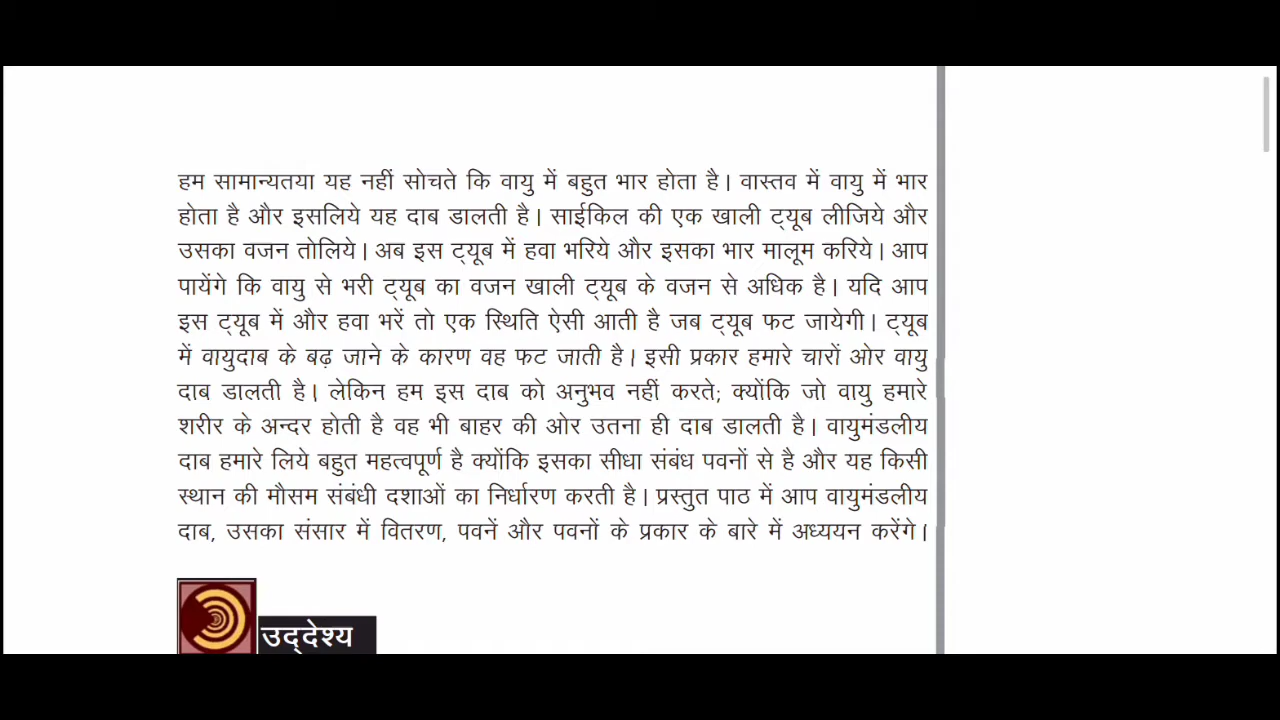 हम सामान्यतया यह नहीं सोचते कि वायु में बहुत भार होता है। वास्तव में वायु में भार
होता है और इसलिये यह दाब डालती है। साईकिल की एक खाली ट्यूब लीजिये और
उसका वजन तोलिये। अब इस ट्यूब में हवा भरिये और इसका भार मालूम करिये। आप
पायेंगे कि वायु से भरी ट्यूब का वजन खाली ट्यूब के वजन से अधिक है। यदि आप
इस ट्यूब में और हवा भरें तो एक स्थिति ऐसी आती है जब ट्यूब फट जायेगी। ट्यूब
में वायुदाब के बढ़ जाने के कारण वह फट जाती है। इसी प्रकार हमारे चारों ओर वायु
दाब डालती है। लेकिन हम इस दाब को अनुभव नहीं करते; क्योंकि जो वायु हमारे
शरीर के अन्दर होती है वह भी बाहर की ओर उतना ही दाब डालती है। वायुमंडलीय
दाब हमारे लिये बहुत महत्वपूर्ण है क्योंकि इसका सीधा संबंध पवनों से है और यह किसी
स्थान की मौसम संबंधी दशाओं का निर्धारण करती है। प्रस्तुत पाठ में आप वायुमंडलीय
दाब, उसका संसार में वितरण, पवनें और पवनों के प्रकार के बारे में अध्ययन करेंगे।
उद्देश्य